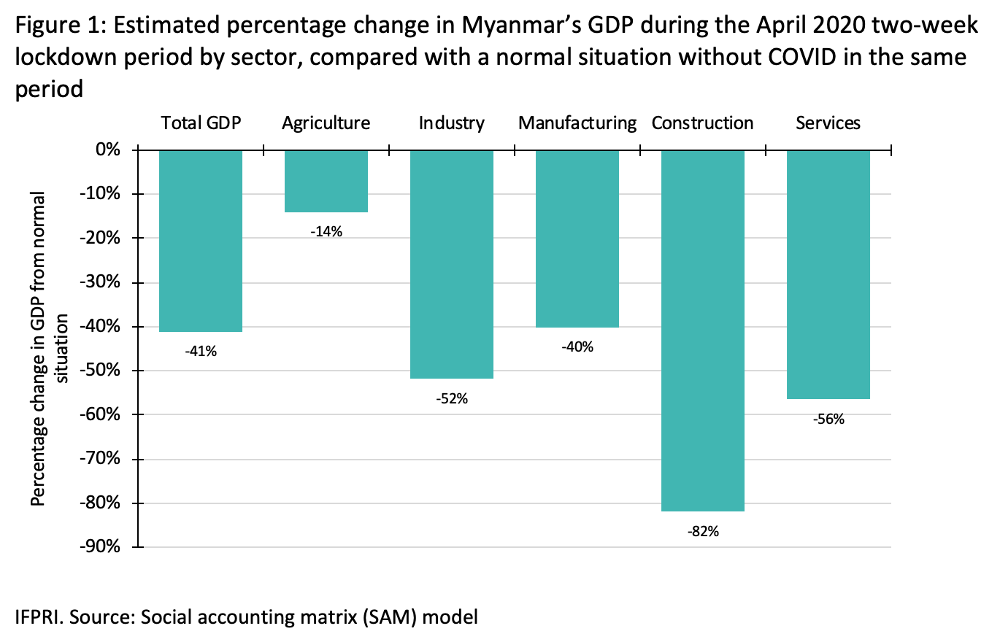 Figure 1: Estimated percentage change in Myanmar’s GDP during the April 2020 two-week
lockdown period by sector, compared with a normal situation without COVID in the same
period
Total GDP
Agriculture
Industry
Manufacturing
Construction
Services
0%
-10%
-20%
-30%
-40%
-50%
-60%
-70%
-80%
-90%
Percentage change in GDP from normal
situation
-41%
-14%
-52%
-40%
-82%
-56%
IFPRI. Source: Social accounting matrix (SAM) model